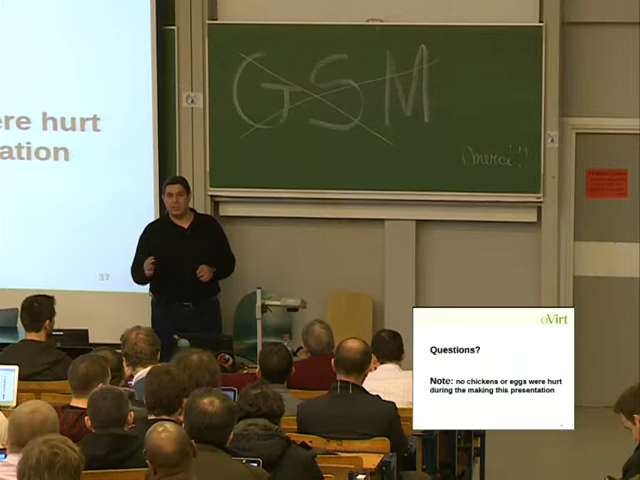 ere hurt
ation
37
GSM
(merci!!)
oVirt
Questions?
Note: no chickens or eggs were hurt
during the making this presentation